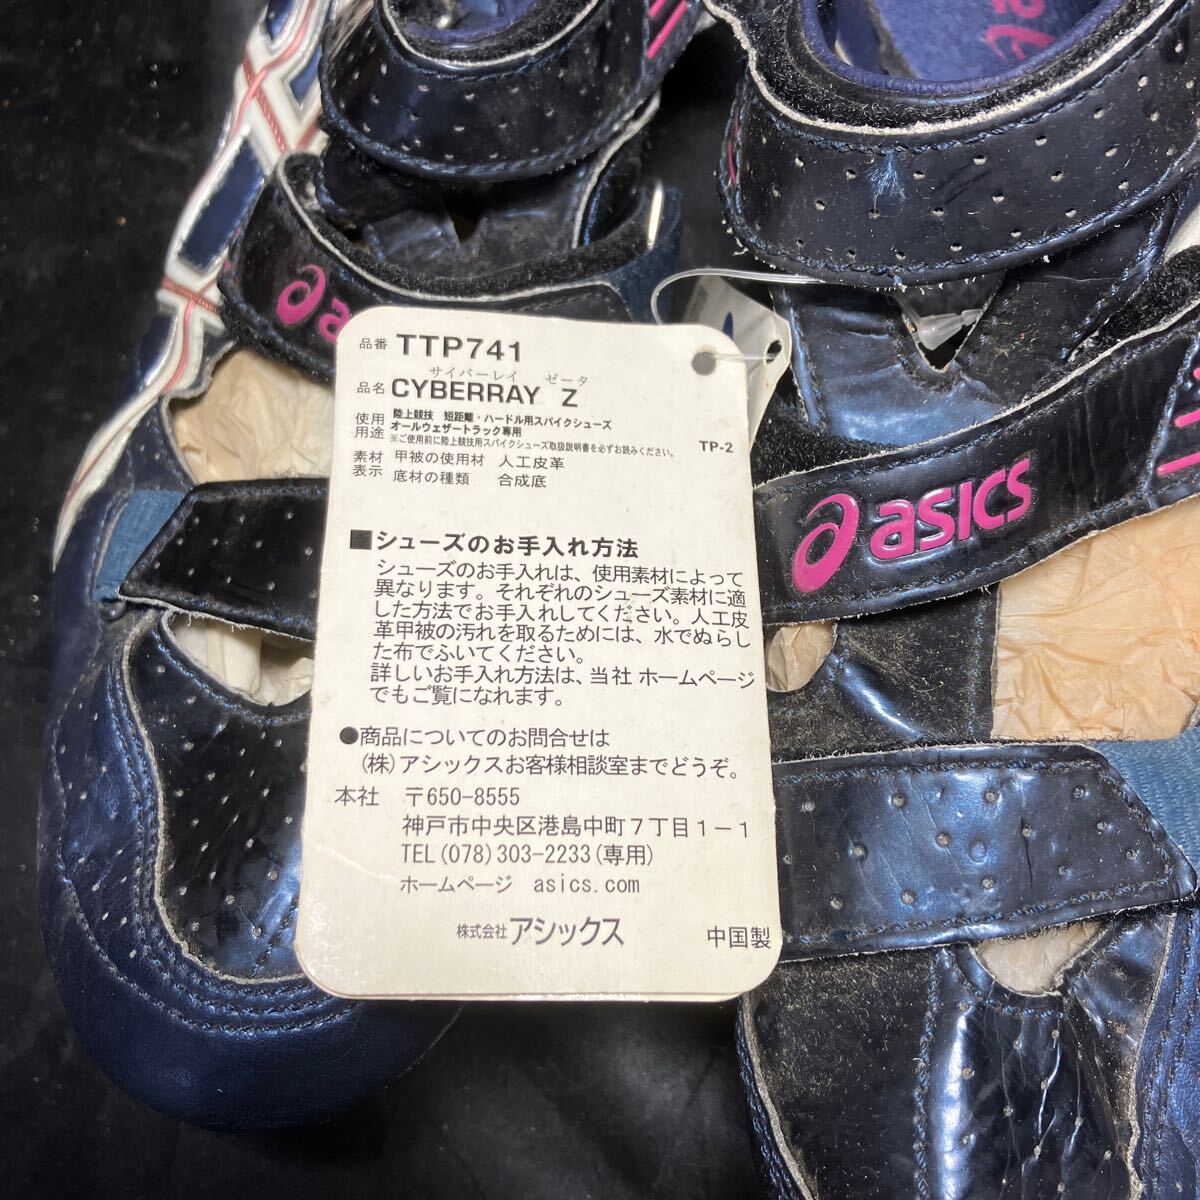 asics
品番 TTP741
サイバーレイ ゼータ
品名 CYBERRAY Z
使用用途 陸上競技 短距離・ハードル用スパイクシューズ
オールウェザートラック専用
※ご使用前に陸上競技用スパイクシューズ取扱説明書を必ずお読みください。
TP-2
素材表示 甲被の使用材 人工皮革
底材の種類 合成底
■シューズのお手入れ方法
シューズのお手入れは、使用素材によって
異なります。それぞれのシューズ素材に適
した方法でお手入れしてください。人工皮
革甲被の汚れを取るためには、水でぬらし
た布でふいてください。
詳しいお手入れ方法は、当社 ホームページ
でもご覧になれます。
●商品についてのお問合せは
(株)アシックスお客様相談室までどうぞ。
本社 〒650-8555
神戸市中央区港島中町7丁目1-1
TEL(078)303-2233(専用)
ホームページ asics.com
株式会社アシックス
中国製